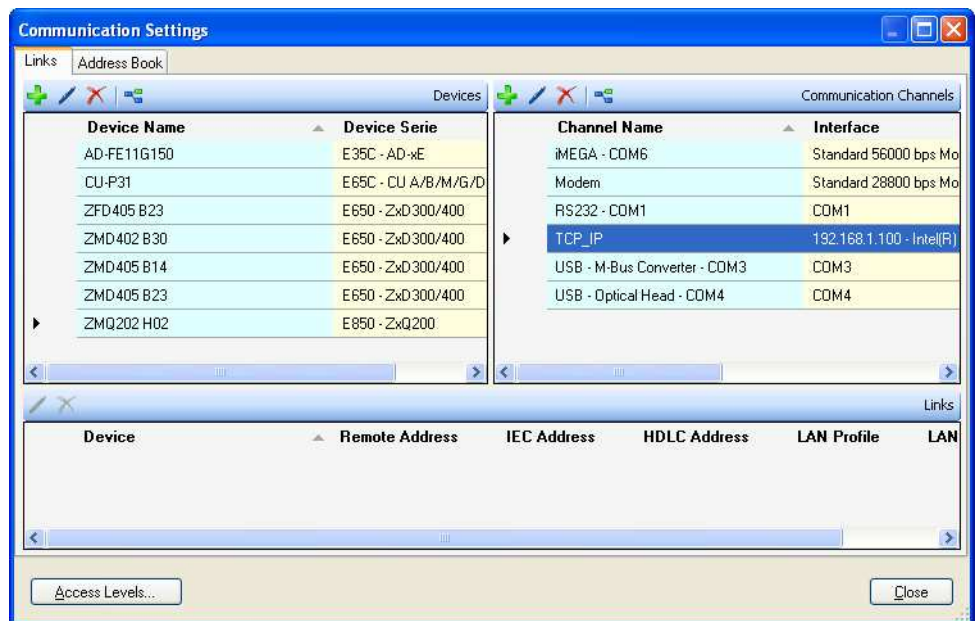 Communication Settings
Links Address Book
Devices
Device Name Device Serie
AD-FE11G150 E35C - AD-xE
CU-P31 E65C - CU A/B/M/G/D
ZFD405 B23 E650 - ZxD300/400
ZMD402 B30 E650 - ZxD300/400
ZMD405 B14 E650 - ZxD300/400
ZMD405 B23 E650 - ZxD300/400
ZMQ202 H02 E850 - ZxQ200
Communication Channels
Channel Name Interface
iMEGA - COM6 Standard 56000 bps Mo
Modem Standard 28800 bps Mo
RS232 - COM1 COM1
TCP_IP 192.168.1.100 - Intel(R)
USB - M-Bus Converter - COM3 COM3
USB - Optical Head - COM4 COM4
Links
Device Remote Address IEC Address HDLC Address LAN Profile LAN
Access Levels... Close